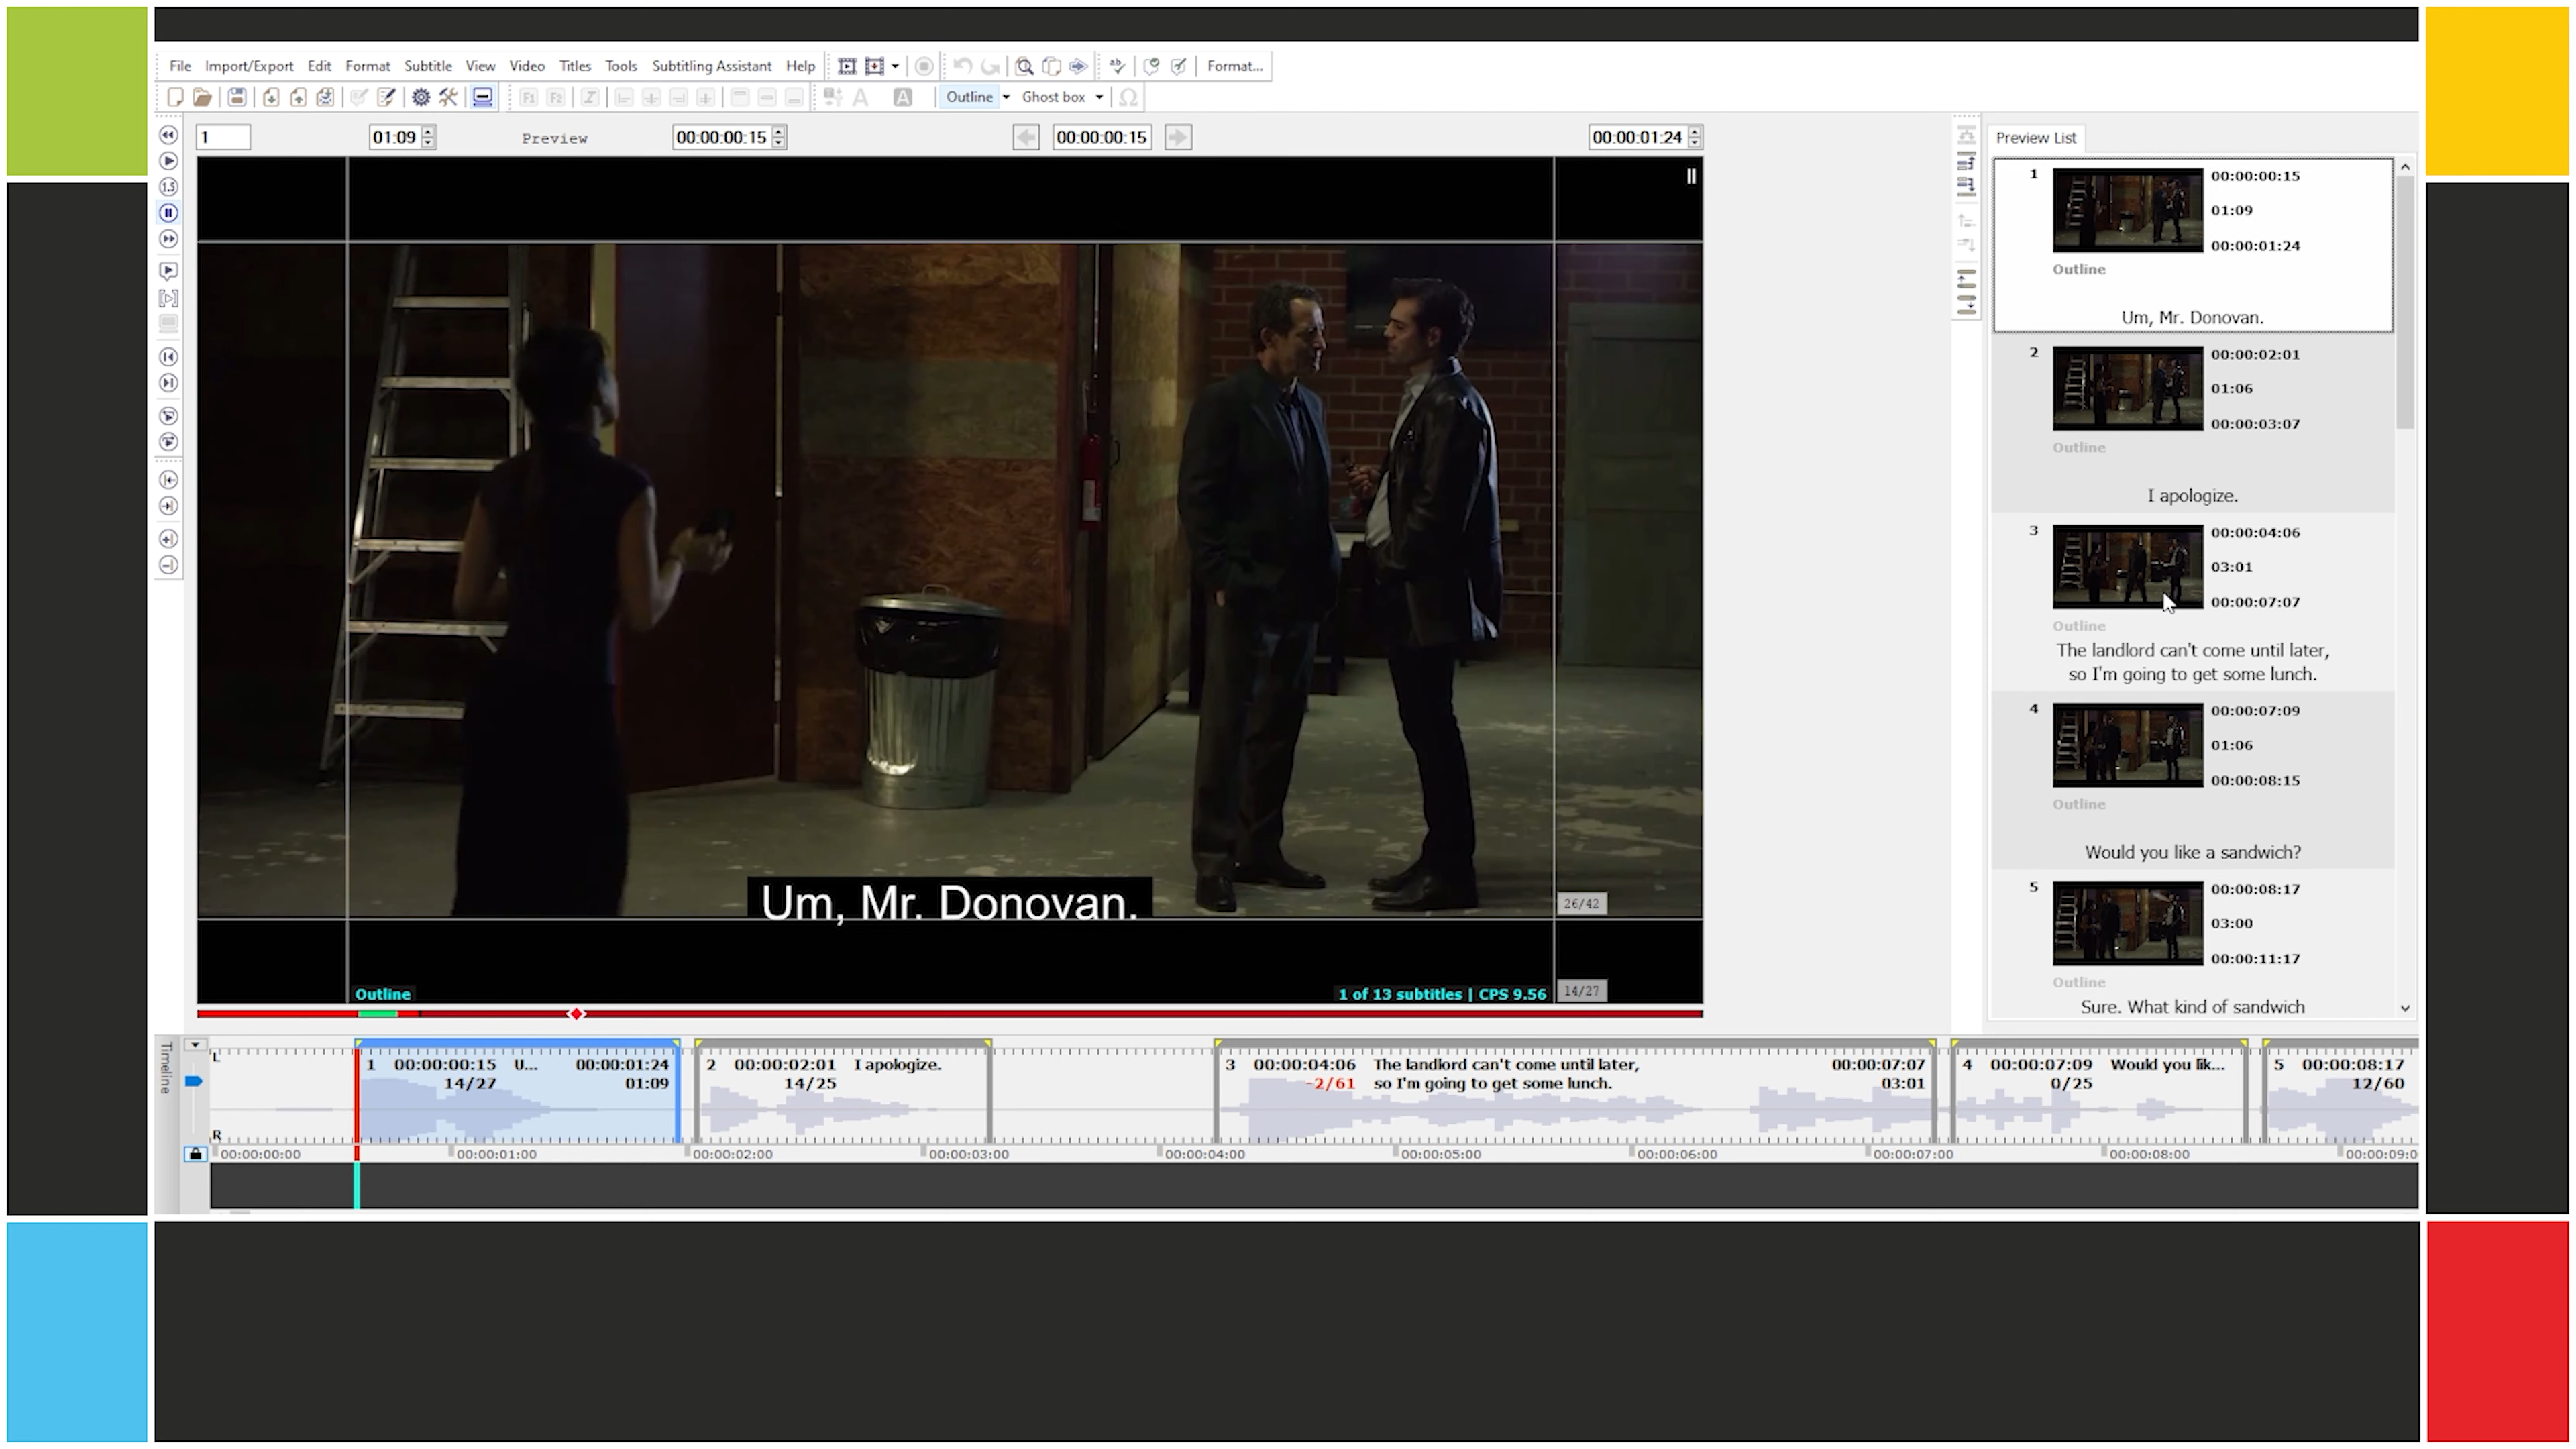 File Import/Export Edit Format Subtitle View Video Titles Tools Subtitling Assistant Help Format...
F1 F2 I A A Outline Ghost box Ω
1 01:09 Preview 00:00:00:15 00:00:00:15 00:00:01:24
1.5
Um, Mr. Donovan.
26/42
Outline 1 of 13 subtitles | CPS 9.56 14/27
Preview List
1 00:00:00:15
01:09
00:00:01:24
Outline
Um, Mr. Donovan.
2 00:00:02:01
01:06
00:00:03:07
Outline
I apologize.
3 00:00:04:06
03:01
00:00:07:07
Outline
The landlord can't come until later,
so I'm going to get some lunch.
4 00:00:07:09
01:06
00:00:08:15
Outline
Would you like a sandwich?
5 00:00:08:17
03:00
00:00:11:17
Outline
Sure. What kind of sandwich
Timeline
L
R
1 00:00:00:15 U... 00:00:01:24
14/27 01:09
2 00:00:02:01 I apologize.
14/25
3 00:00:04:06 The landlord can't come until later, 00:00:07:07
-2/61 so I'm going to get some lunch. 03:01
4 00:00:07:09 Would you lik...
0/25
5 00:00:08:17
12/60
00:00:00:00 00:00:01:00 00:00:02:00 00:00:03:00 00:00:04:00 00:00:05:00 00:00:06:00 00:00:07:00 00:00:08:00 00:00:09:0